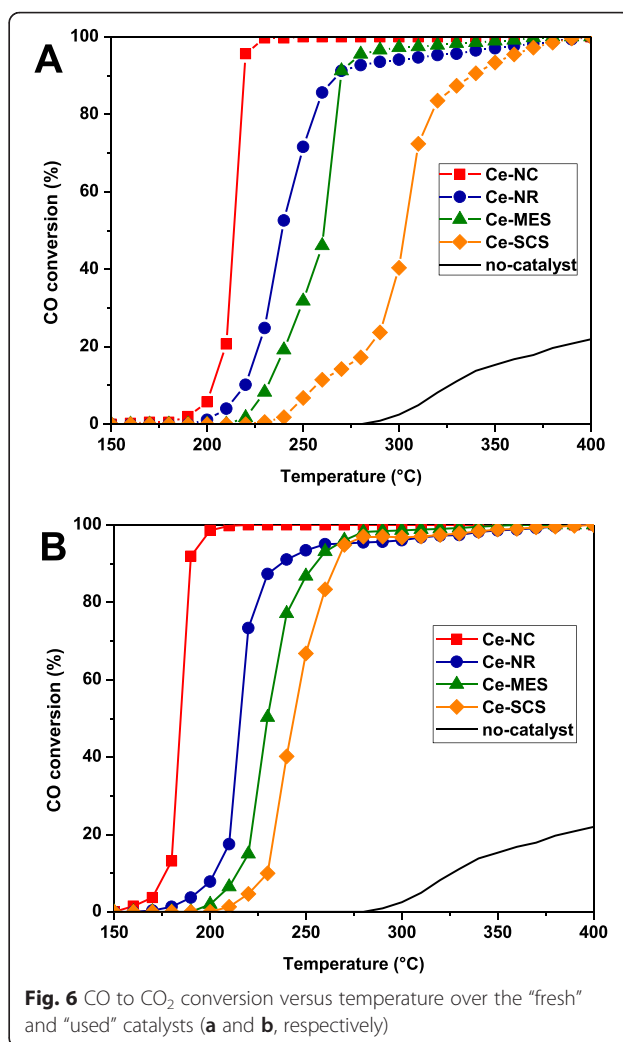 A
100
80
60
40
20
0
CO conversion (%)
Ce-NC
Ce-NR
Ce-MES
Ce-SCS
no-catalyst
150 200 250 300 350 400
Temperature (°C)
B
100
80
60
40
20
0
CO conversion (%)
Ce-NC
Ce-NR
Ce-MES
Ce-SCS
no-catalyst
150 200 250 300 350 400
Temperature (°C)
Fig. 6 CO to CO₂ conversion versus temperature over the “fresh”
and “used” catalysts (a and b, respectively)